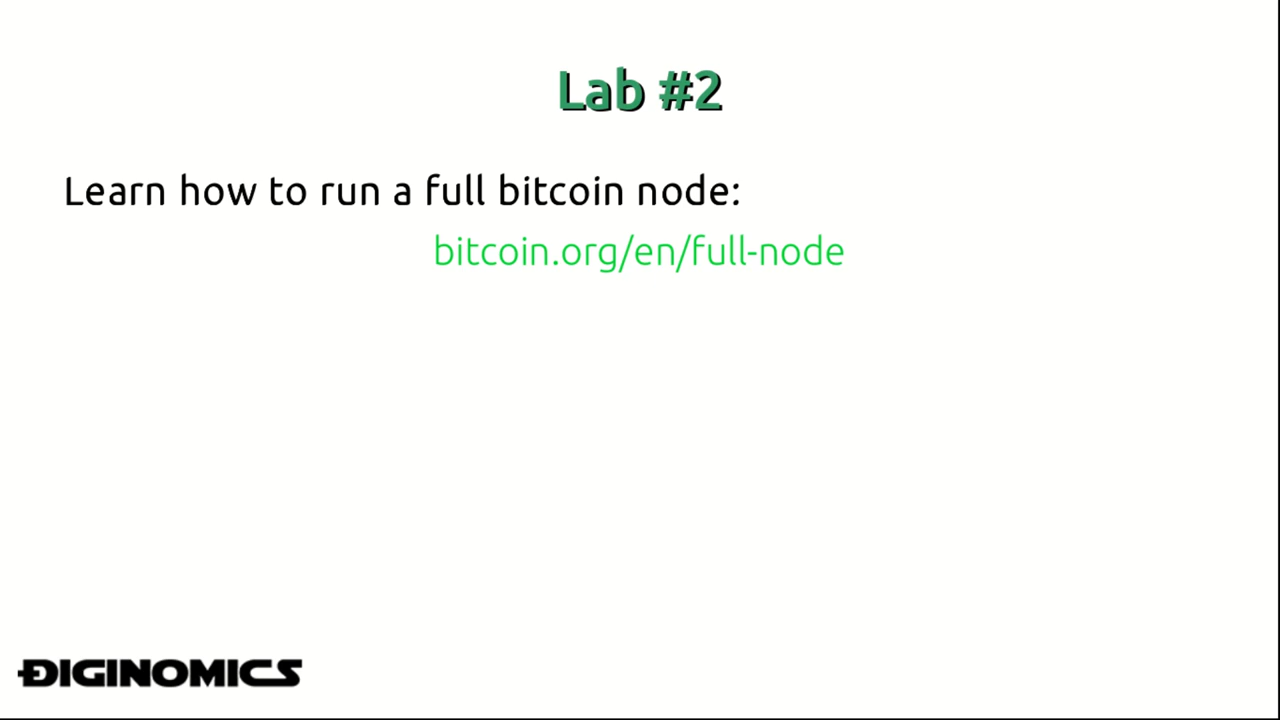 Lab #2
Learn how to run a full bitcoin node:
bitcoin.org/en/full-node
ĐIGINOMICS